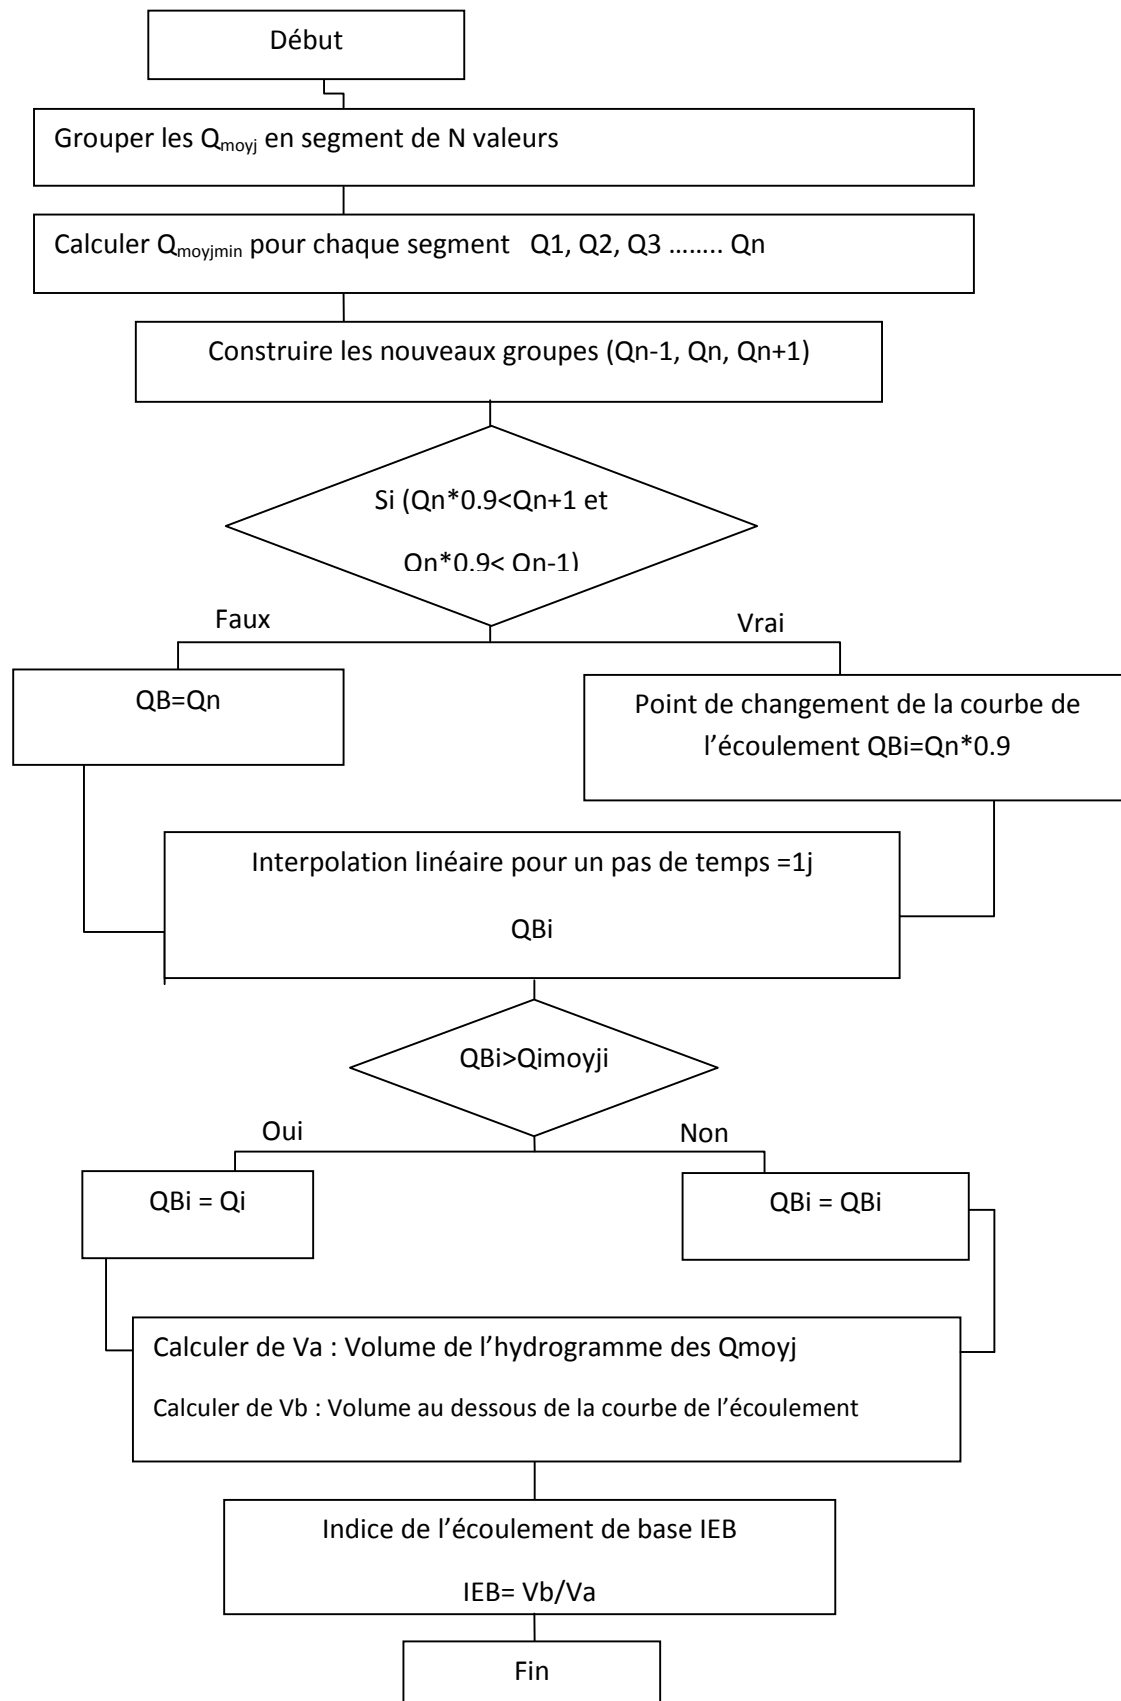 Début
Grouper les Qmoyj en segment de N valeurs
Calculer Qmoyjmin pour chaque segment Q1, Q2, Q3 …….. Qn
Construire les nouveaux groupes (Qn-1, Qn, Qn+1)
Si (Qn*0.9<Qn+1 et
Qn*0.9< Qn-1)
Faux
Vrai
QB=Qn
Point de changement de la courbe de
l’écoulement QBi=Qn*0.9
Interpolation linéaire pour un pas de temps =1j
QBi
QBi>Qimoyji
Oui
Non
QBi = Qi
QBi = QBi
Calculer de Va : Volume de l’hydrogramme des Qmoyj
Calculer de Vb : Volume au dessous de la courbe de l’écoulement
Indice de l’écoulement de base IEB
IEB= Vb/Va
Fin